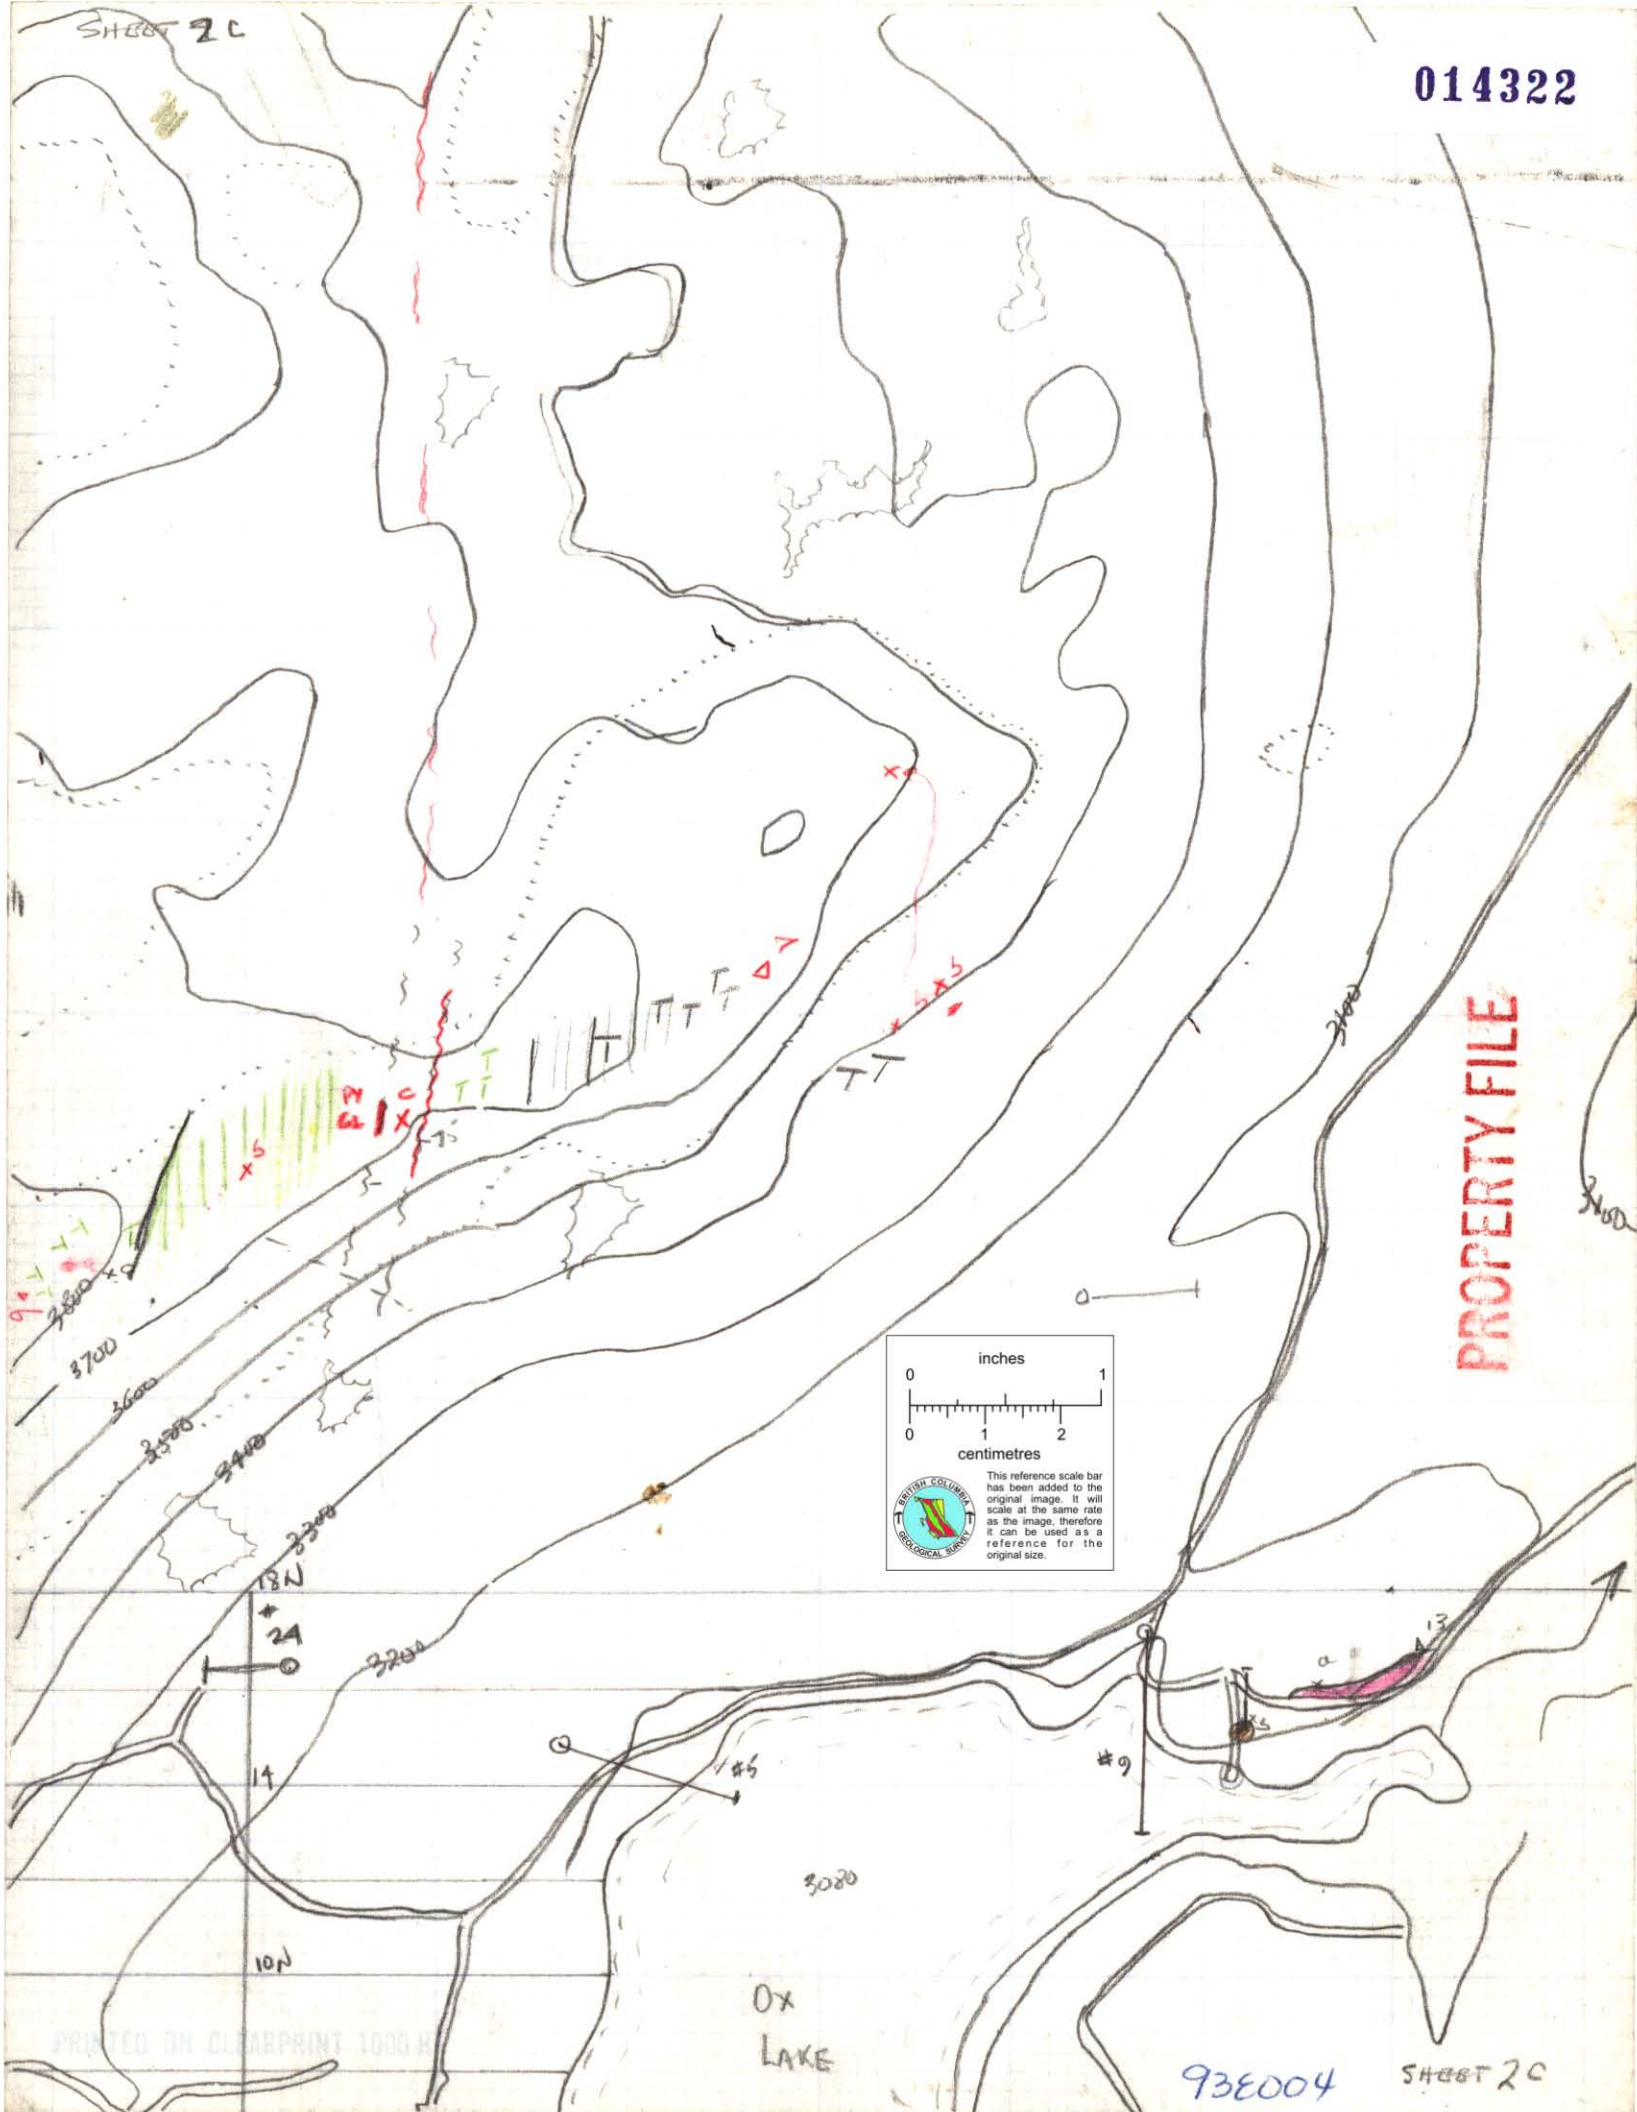 SHEET 2C
014322
3100
PROPERTY FILE
3800
3700
3600
3500
3400
3300
3200
inches
0 1
0 1 2
centimetres
This reference scale bar
has been added to the
original image. It will
scale at the same rate
as the image, therefore
it can be used as a
reference for the
original size.
BRITISH COLUMBIA
GEOLOGICAL SURVEY
18N
#
24
13
a
#5
#9
14
3080
10N
Ox
LAKE
PRINTED ON CLEARPRINT 1000H
93E004
SHEET 2C